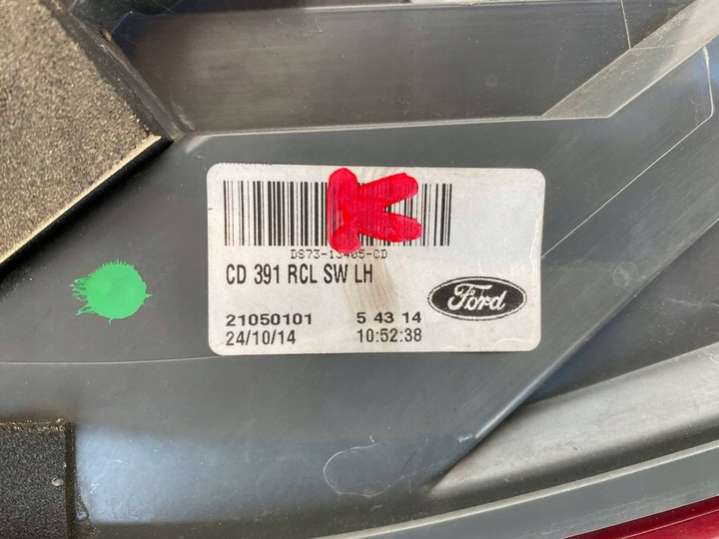 DS73-13405-CD
CD 391 RCL SW LH
Ford
21050101 5 43 14
24/10/14 10:52:38